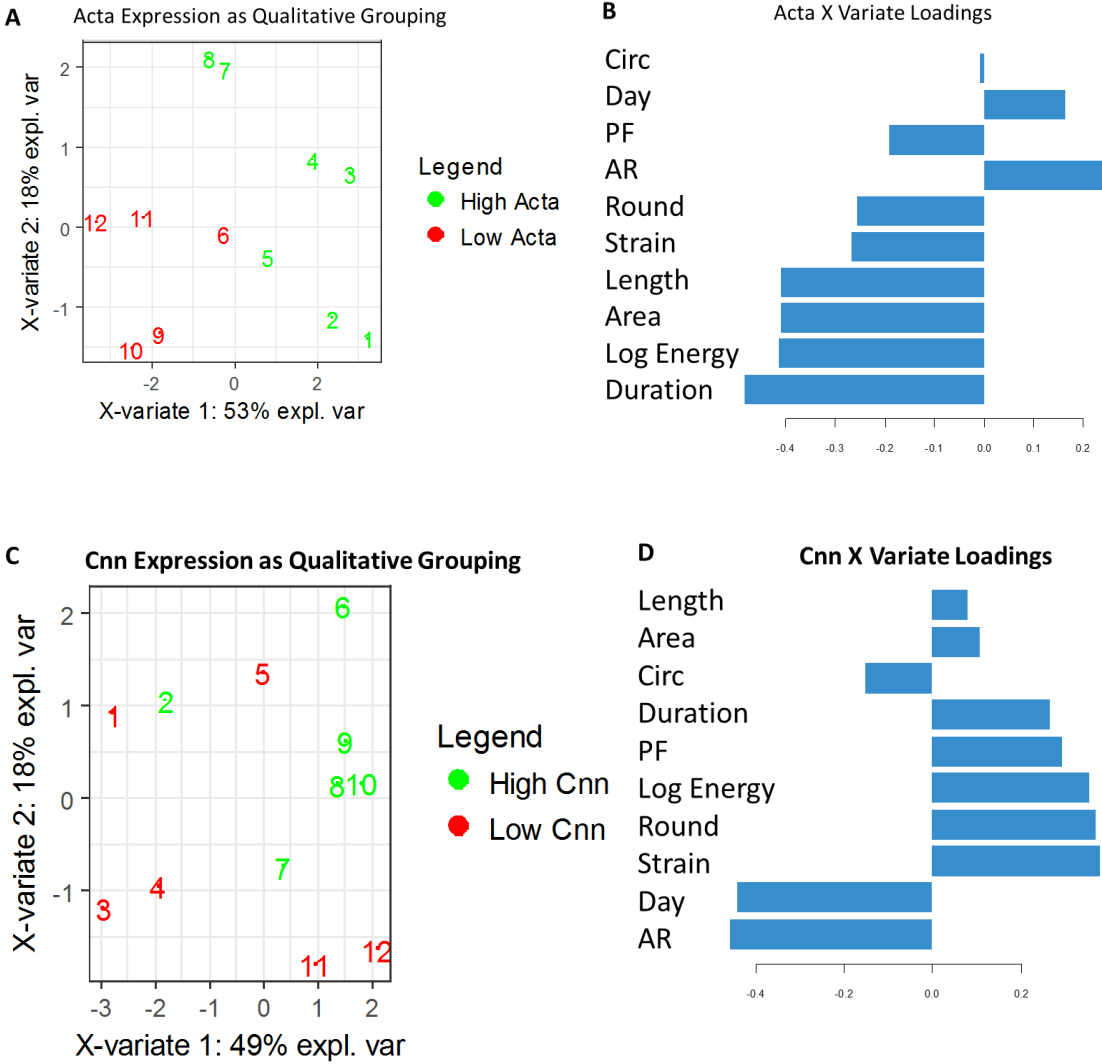 A
Acta Expression as Qualitative Grouping
X-variate 2: 18% expl. var
2
1
0
-1
8
7
4
3
12
11
6
5
2
9
10
1
-2
0
2
X-variate 1: 53% expl. var
Legend
High Acta
Low Acta
B
Acta X Variate Loadings
Circ
Day
PF
AR
Round
Strain
Length
Area
Log Energy
Duration
-0.4 -0.3 -0.2 -0.1 0.0 0.1 0.2
C
Cnn Expression as Qualitative Grouping
X-variate 2: 18% expl. var
2
1
0
-1
6
5
2
1
9
8
10
7
4
3
12
11
-3 -2 -1 0 1 2
X-variate 1: 49% expl. var
Legend
High Cnn
Low Cnn
D
Cnn X Variate Loadings
Length
Area
Circ
Duration
PF
Log Energy
Round
Strain
Day
AR
-0.4 -0.2 0.0 0.2